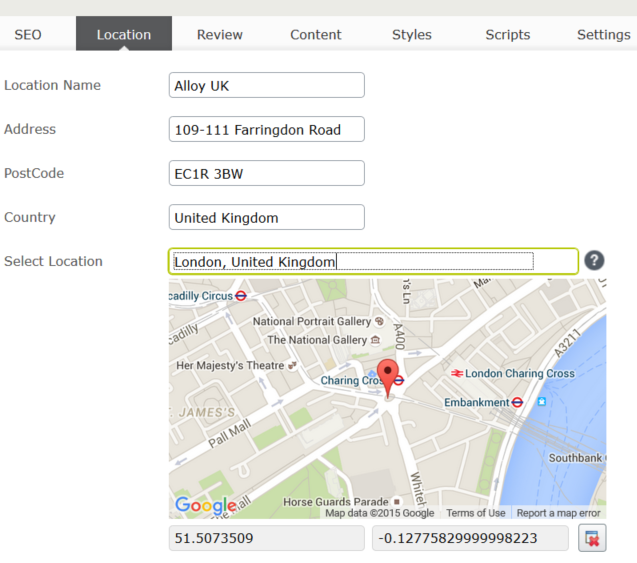 SEO Location Review Content Styles Scripts Settings
Location Name Alloy UK
Address 109-111 Farringdon Road
PostCode EC1R 3BW
Country United Kingdom
Select Location London, United Kingdom ?
cadilly Circus
's Ln
National Portrait Gallery
cadilly
The National Gallery
A400
A3211
Her Majesty's Theatre
London Charing Cross
Charing Cros
Embankment
JAMES'S
Pall Mall
Southbank
Whiteh
Horse Guards Parade
Google
Map data ©2015 Google Terms of Use Report a map error
51.5073509 -0.12775829999998223